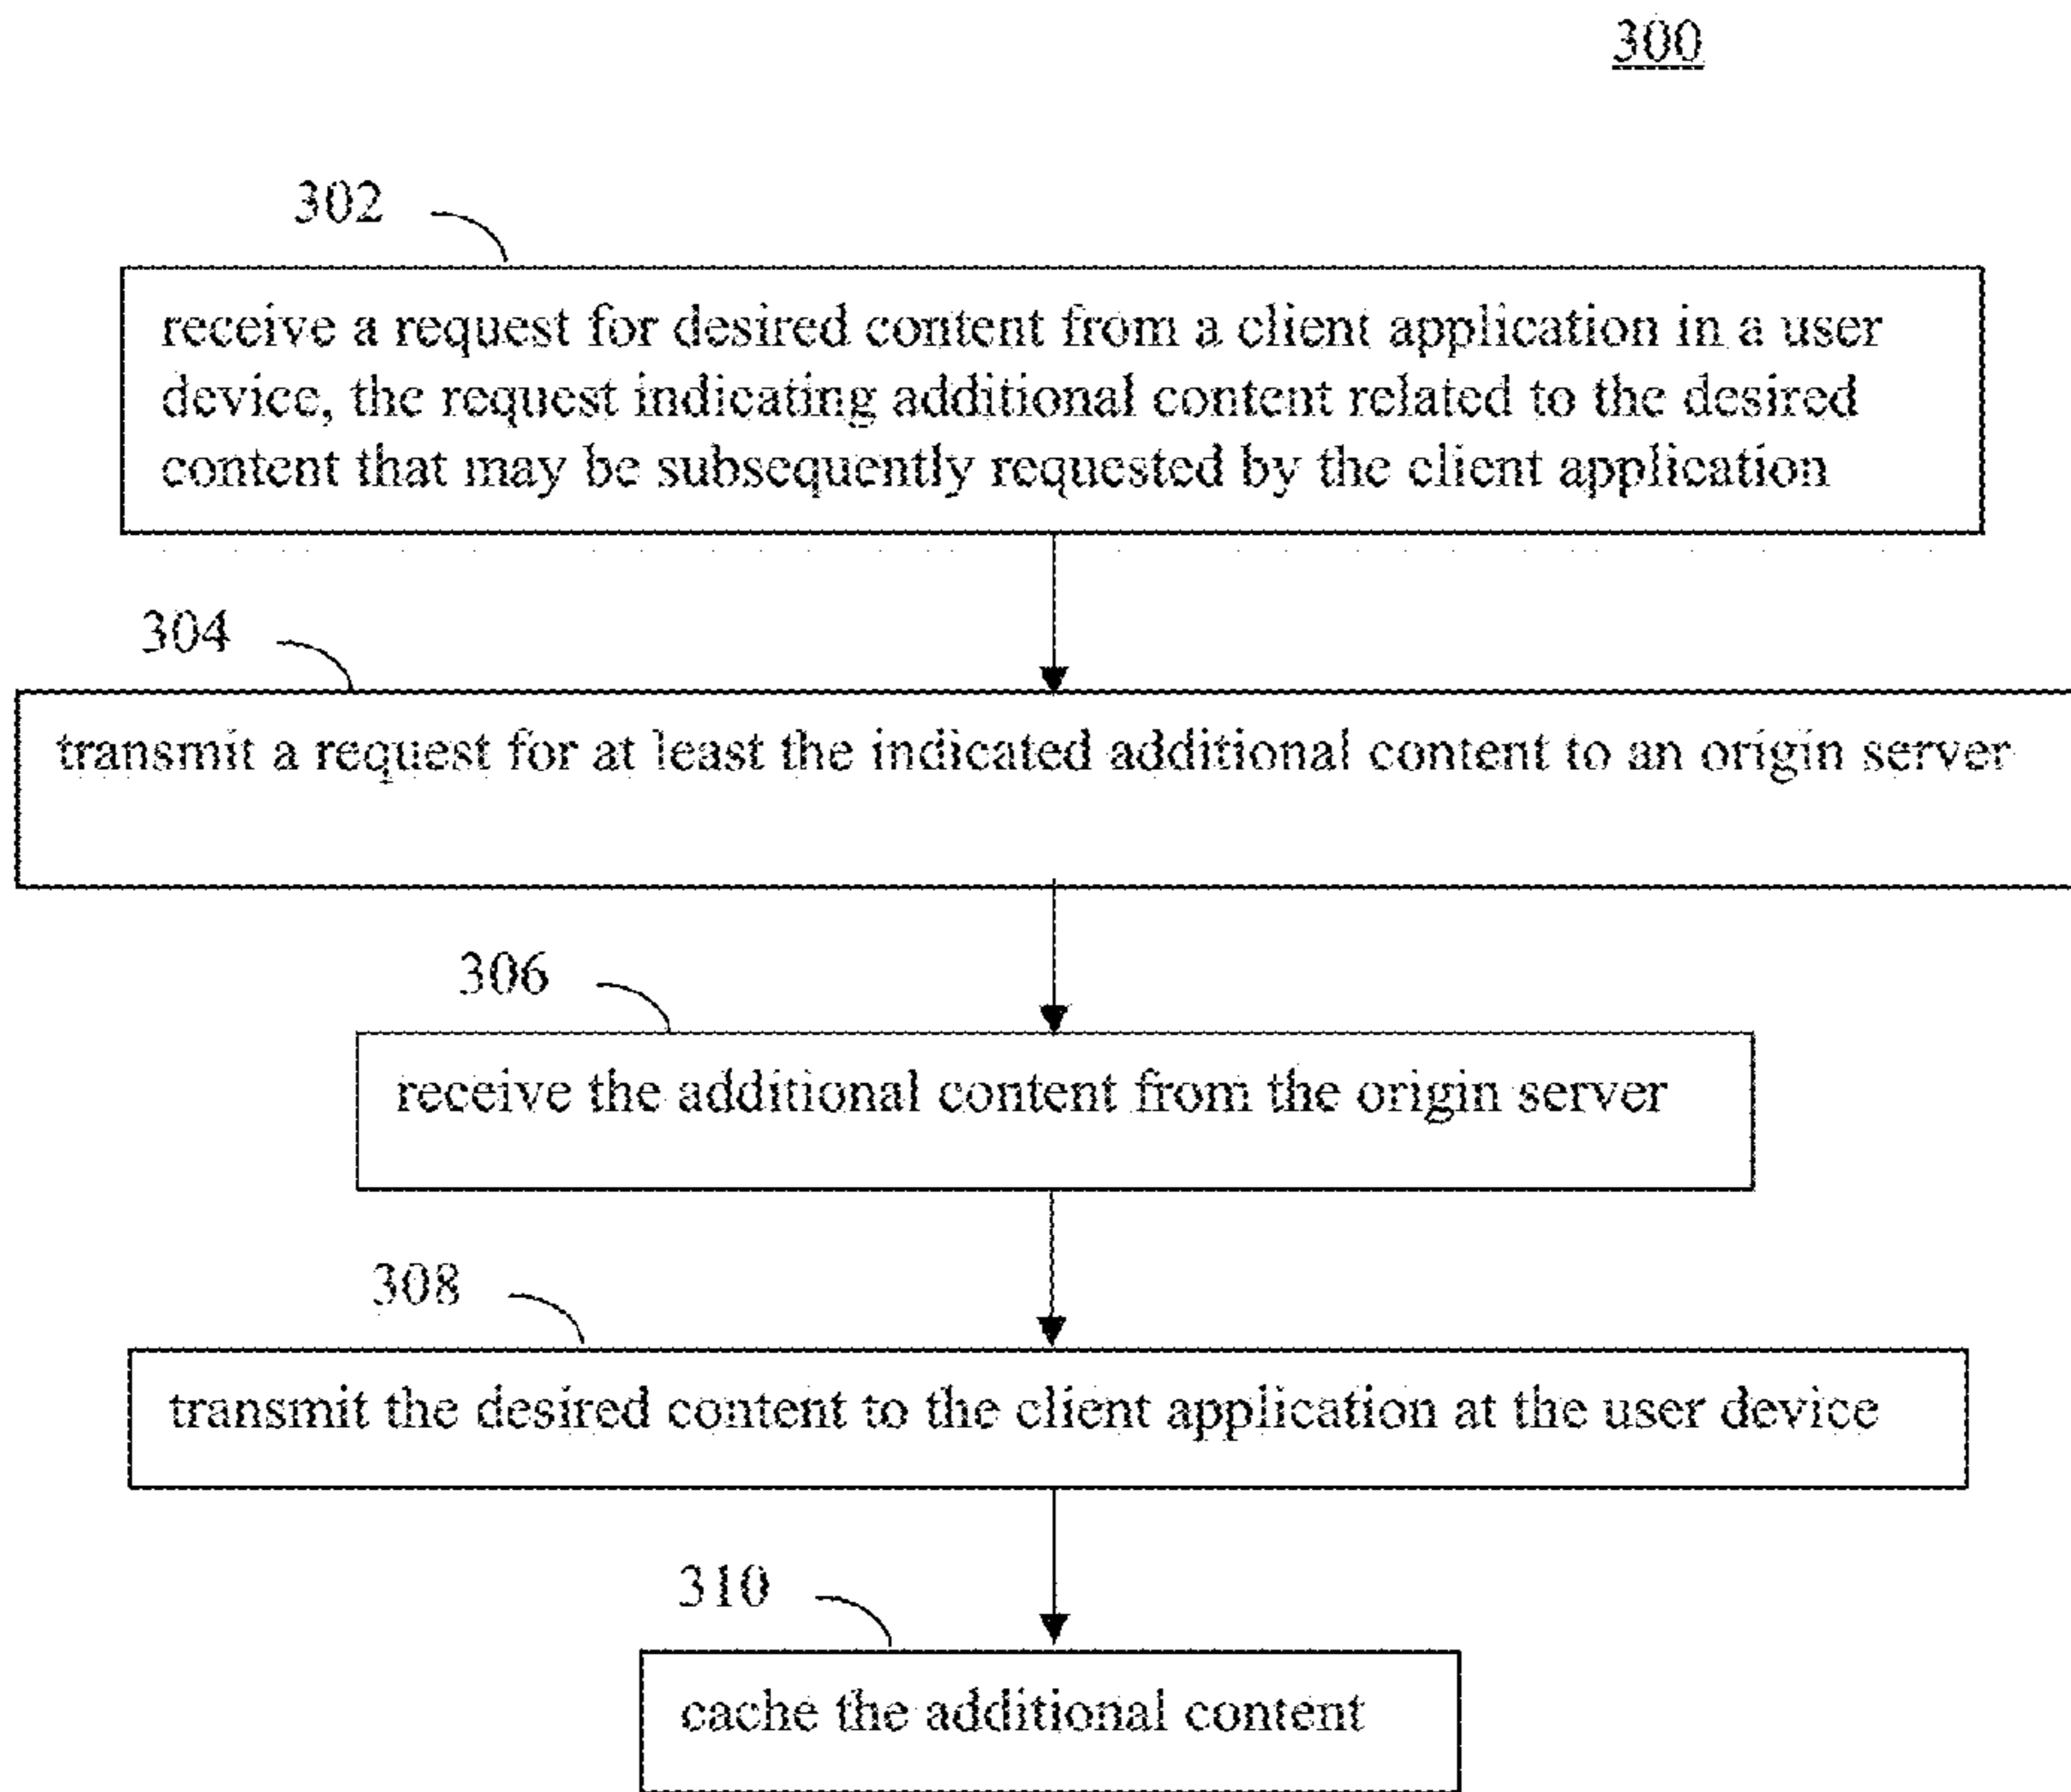 300
302
receive a request for desired content from a client application in a user
device, the request indicating additional content related to the desired
content that may be subsequently requested by the client application
304
transmit a request for at least the indicated additional content to an origin server
306
receive the additional content from the origin server
308
transmit the desired content to the client application at the user device
310
cache the additional content